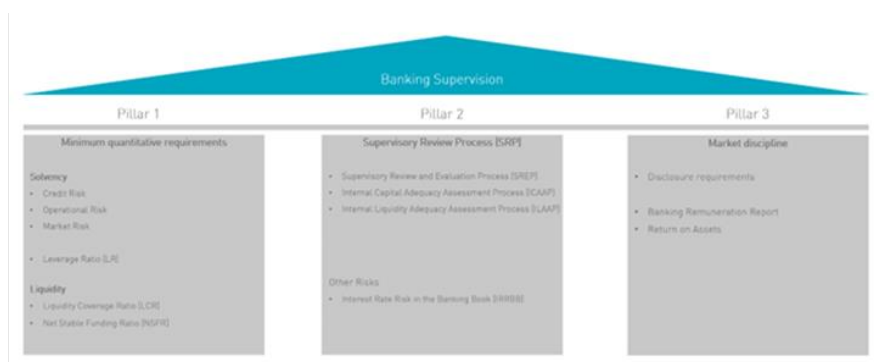 Banking Supervision
Pillar 1
Pillar 2
Pillar 3
Minimum quantitative requirements
Solvency
• Credit Risk
• Operational Risk
• Market Risk
• Leverage Ratio [LR]
Liquidity
• Liquidity Coverage Ratio [LCR]
• Net Stable Funding Ratio [NSFR]
Supervisory Review Process [SRP]
• Supervisory Review and Evaluation Process [SREP]
• Internal Capital Adequacy Assessment Process [ICAAP]
• Internal Liquidity Adequacy Assessment Process [ILAAP]
Other Risks
• Interest Rate Risk in the Banking Book [IRRBB]
Market discipline
• Disclosure requirements
• Banking Remuneration Report
• Return on Assets